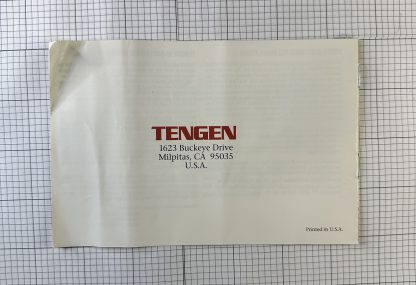 TENGEN
1623 Buckeye Drive
Milpitas, CA 95035
U.S.A.
Printed in U.S.A.